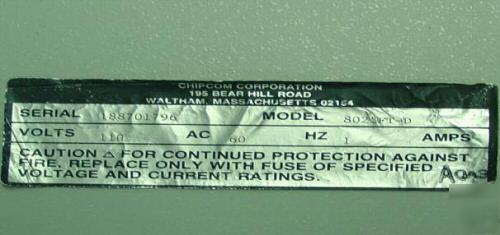 CHIPCOM CORPORATION
195 BEAR HILL ROAD
WALTHAM, MASSACHUSETTS 02154
SERIAL 188701796 MODEL
VOLTS 110 AC 60 HZ 1 AMPS
CAUTION ⚠ FOR CONTINUED PROTECTION AGAINST
FIRE, REPLACE ONLY WITH FUSE OF SPECIFIED
VOLTAGE AND CURRENT RATINGS.